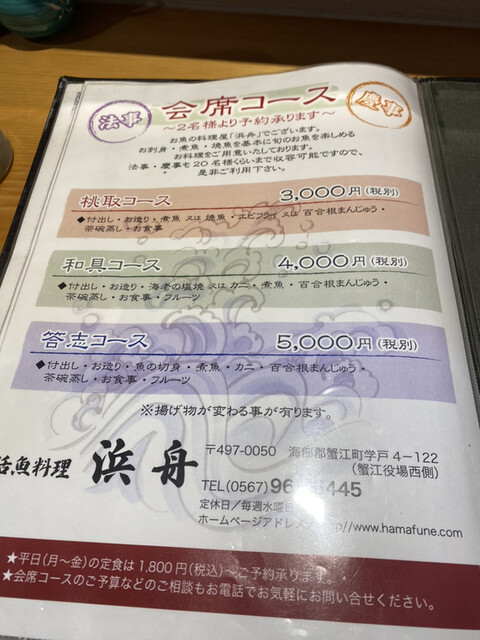 法事
慶事
会席コース
〜2名様より予約承ります〜
お魚の料理屋「浜舟」でございます。
お刺身・煮魚・焼魚を基本に旬のお魚を楽しめる
お料理をご用意いたしております。
法事・慶事も20名様くらいまで収容可能ですので、
是非ご利用下さい。
桃取コース 3,000円(税別)
◆付出し・お造り・煮魚 又は 焼魚・エビフライ 又は 百合根まんじゅう・
茶碗蒸し・お食事
和具コース 4,000円(税別)
◆付出し・お造り・海老の塩焼 又は カニ・煮魚・百合根まんじゅう・
茶碗蒸し・お食事・フルーツ
答志コース 5,000円(税別)
◆付出し・お造り・魚の切身・煮魚・カニ・百合根まんじゅう・
茶碗蒸し・お食事・フルーツ
※揚げ物が変わる事が有ります。
活魚料理 浜舟
〒497-0050 海部郡蟹江町学戸4-122
(蟹江役場西側)
TEL(0567)96 445
定休日/毎週水曜日
ホームページアドレス http://www.hamafune.com
★平日(月〜金)の定食は1,800円(税込)〜ご予約承ります。
★会席コースのご予算などのご相談もお電話でお気軽にお問い合せください。